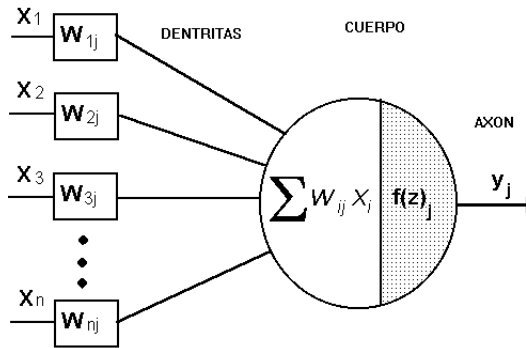 X1
W1j
DENTRITAS
CUERPO
X2
W2j
AXON
X3
W3j
∑ Wij Xi
f(z)j
yj
Xn
Wnj